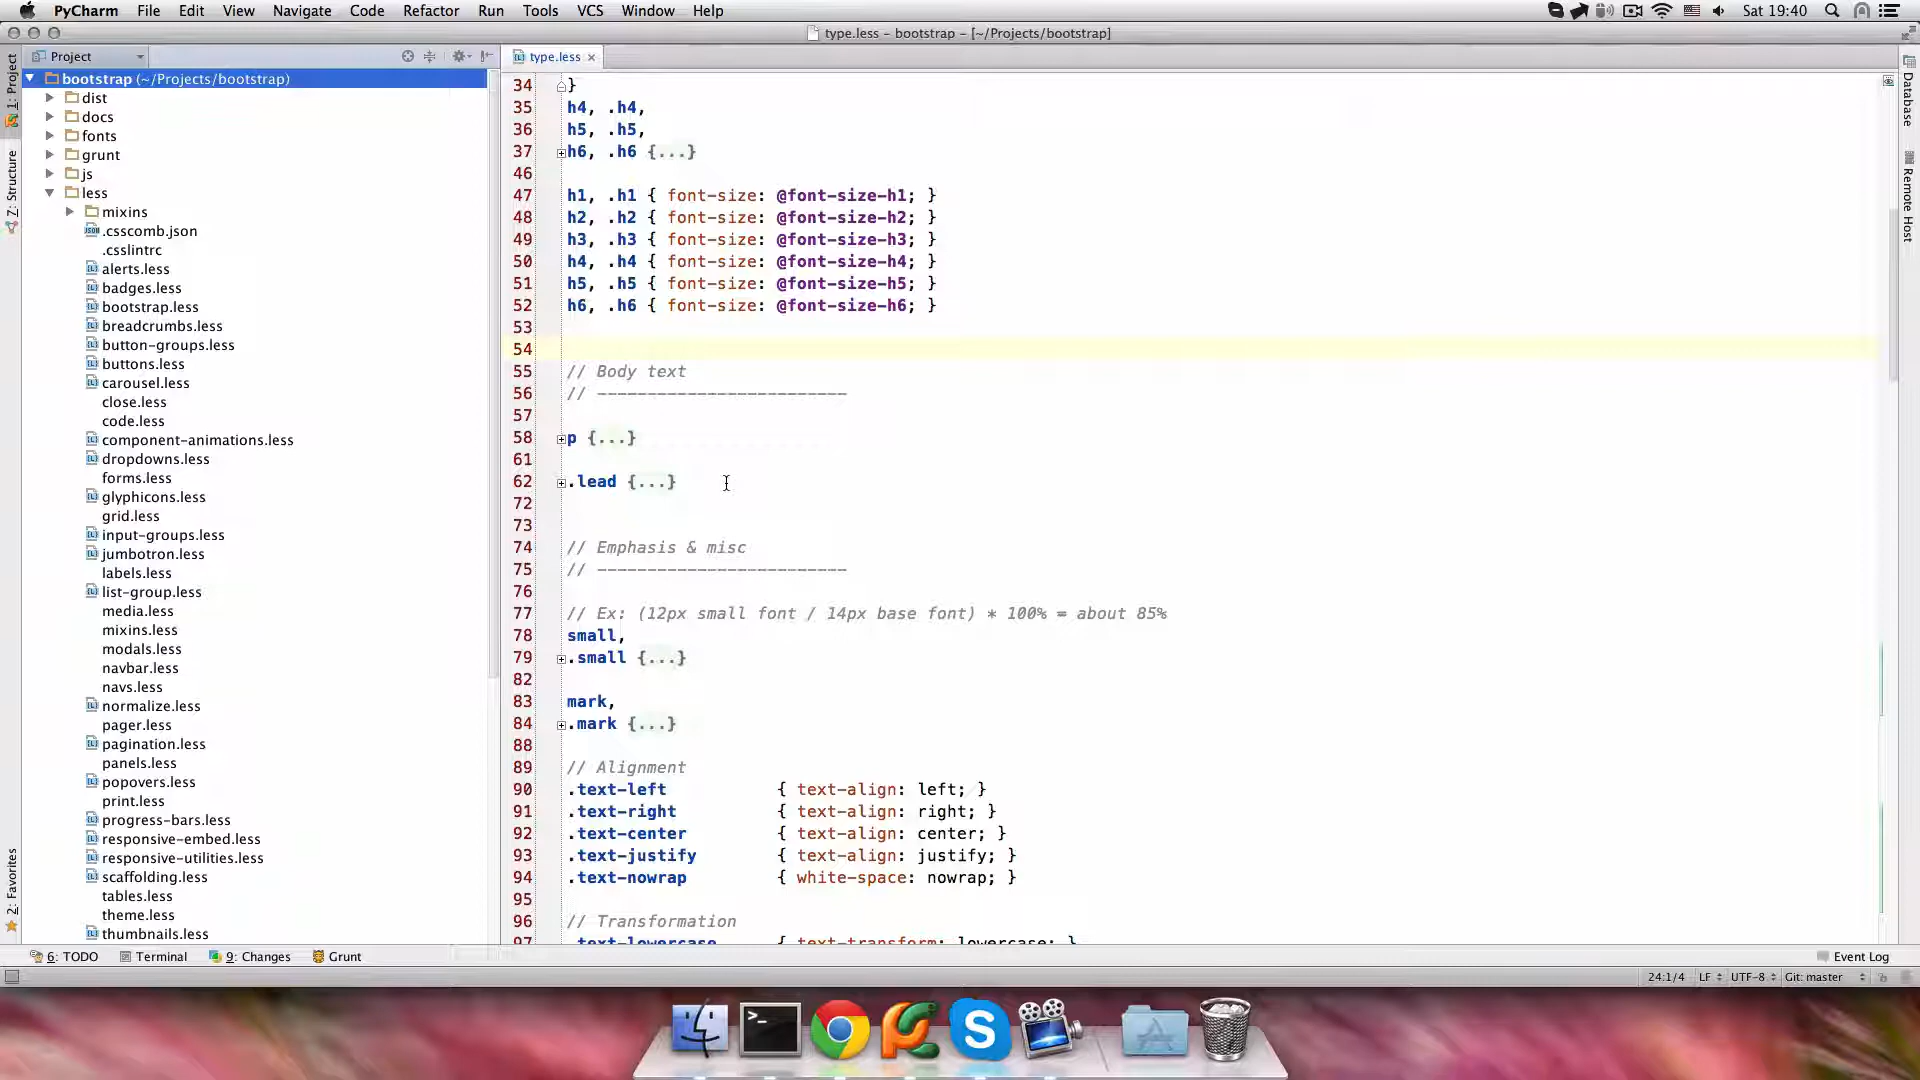 PyCharm File Edit View Navigate Code Refactor Run Tools VCS Window Help Sat 19:40
type.less – bootstrap – [~/Projects/bootstrap]
Project
type.less
1: Project
7: Structure
2: Favorites
bootstrap (~/Projects/bootstrap)
dist
docs
fonts
grunt
js
less
mixins
.csscomb.json
.csslintrc
alerts.less
badges.less
bootstrap.less
breadcrumbs.less
button-groups.less
buttons.less
carousel.less
close.less
code.less
component-animations.less
dropdowns.less
forms.less
glyphicons.less
grid.less
input-groups.less
jumbotron.less
labels.less
list-group.less
media.less
mixins.less
modals.less
navbar.less
navs.less
normalize.less
pager.less
pagination.less
panels.less
popovers.less
print.less
progress-bars.less
responsive-embed.less
responsive-utilities.less
scaffolding.less
tables.less
theme.less
thumbnails.less
34 }
35 h4, .h4,
36 h5, .h5,
37 h6, .h6 {...}
46
47 h1, .h1 { font-size: @font-size-h1; }
48 h2, .h2 { font-size: @font-size-h2; }
49 h3, .h3 { font-size: @font-size-h3; }
50 h4, .h4 { font-size: @font-size-h4; }
51 h5, .h5 { font-size: @font-size-h5; }
52 h6, .h6 { font-size: @font-size-h6; }
53
54
55 // Body text
56 // -------------------------
57
58 p {...}
61
62 .lead {...}
72
73
74 // Emphasis & misc
75 // -------------------------
76
77 // Ex: (12px small font / 14px base font) * 100% = about 85%
78 small,
79 .small {...}
82
83 mark,
84 .mark {...}
88
89 // Alignment
90 .text-left { text-align: left; }
91 .text-right { text-align: right; }
92 .text-center { text-align: center; }
93 .text-justify { text-align: justify; }
94 .text-nowrap { white-space: nowrap; }
95
96 // Transformation
97 .text-lowercase { text-transform: lowercase; }
Database
Remote Host
6: TODO Terminal 9: Changes Grunt Event Log
24:1/4 LF UTF-8 Git: master